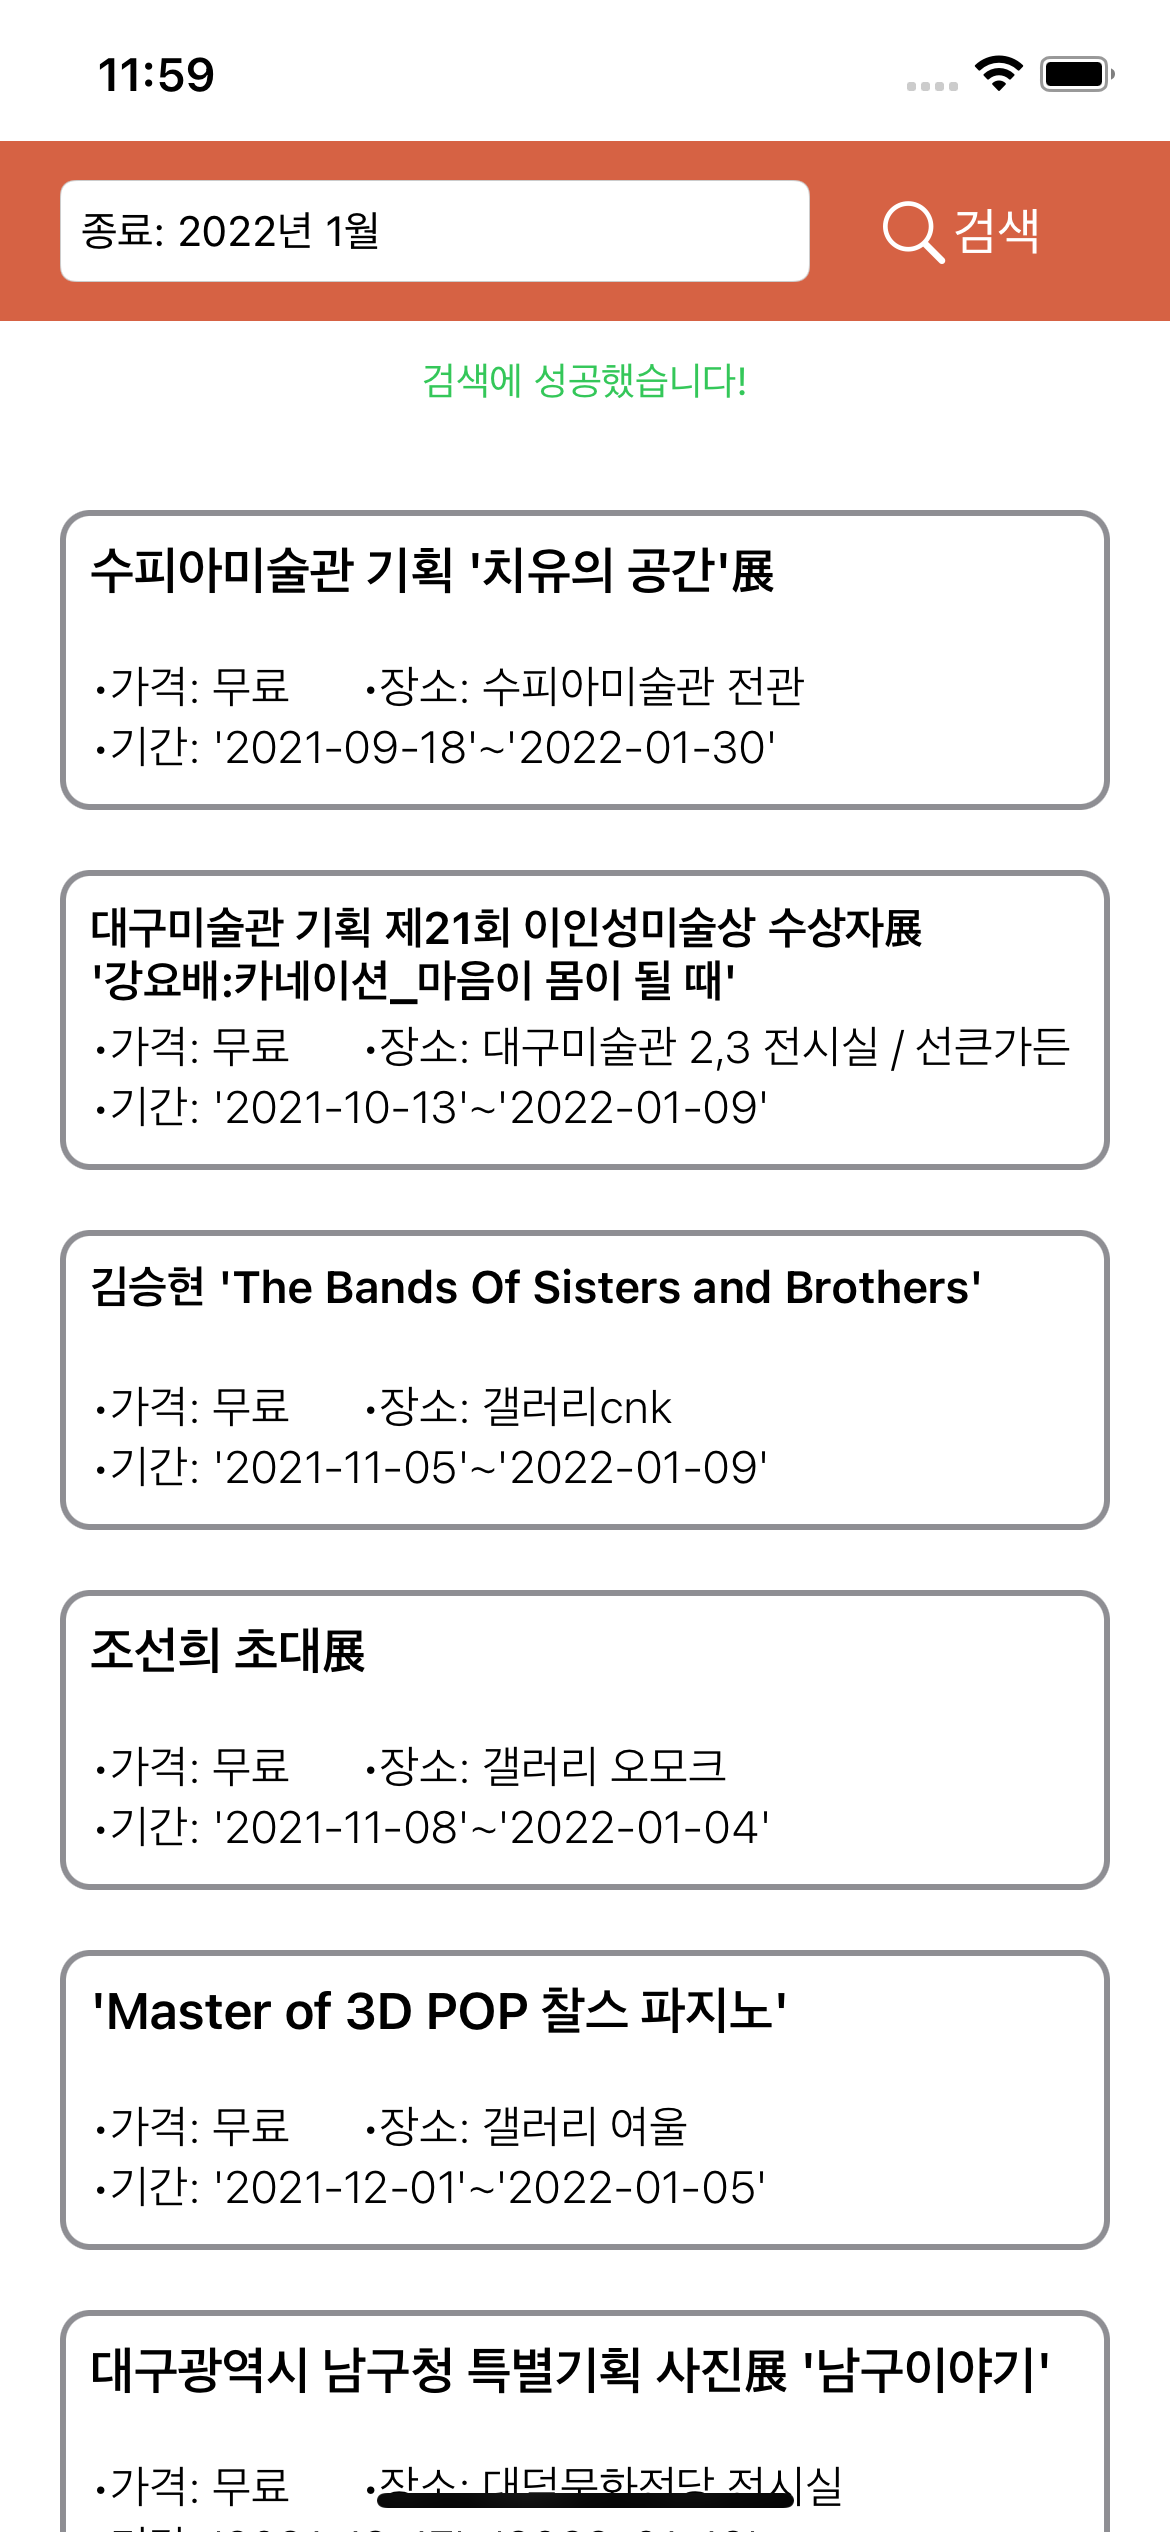 11:59
종료: 2022년 1월
검색
검색에 성공했습니다!
수피아미술관 기획 '치유의 공간'展
•가격: 무료 •장소: 수피아미술관 전관
•기간: '2021-09-18'~'2022-01-30'
대구미술관 기획 제21회 이인성미술상 수상자展
'강요배:카네이션_마음이 몸이 될 때'
•가격: 무료 •장소: 대구미술관 2,3 전시실 / 선큰가든
•기간: '2021-10-13'~'2022-01-09'
김승현 'The Bands Of Sisters and Brothers'
•가격: 무료 •장소: 갤러리cnk
•기간: '2021-11-05'~'2022-01-09'
조선희 초대展
•가격: 무료 •장소: 갤러리 오모크
•기간: '2021-11-08'~'2022-01-04'
'Master of 3D POP 찰스 파지노'
•가격: 무료 •장소: 갤러리 여울
•기간: '2021-12-01'~'2022-01-05'
대구광역시 남구청 특별기획 사진展 '남구이야기'
•가격: 무료 •장소: 대덕문화전당 전시실